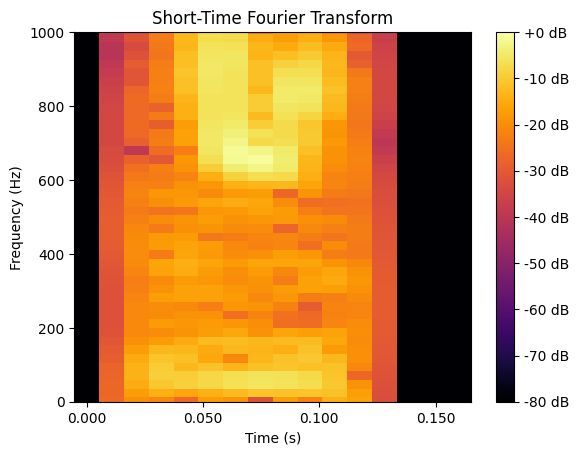 Short-Time Fourier Transform
1000
800
600
400
200
0
Frequency (Hz)
0.000
0.050
0.100
0.150
Time (s)
+0 dB
-10 dB
-20 dB
-30 dB
-40 dB
-50 dB
-60 dB
-70 dB
-80 dB